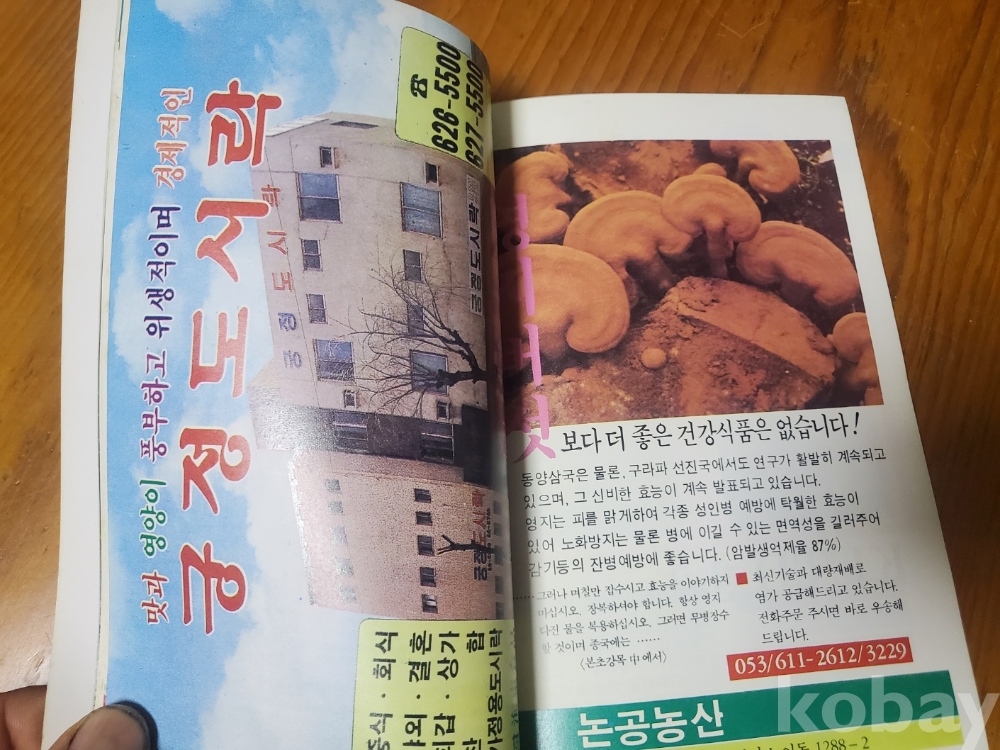 맛과 영양이 풍부하고 위생적이며 경제적인
궁정도시락
☎
626-5500
627-5500
궁정도시락
궁정도시락
궁정도시락
회식
결혼
상가
합
가정용도시락
보다 더 좋은 건강식품은 없습니다!
동양삼국은 물론, 구라파 선진국에서도 연구가 활발히 계속되고
있으며, 그 신비한 효능이 계속 발표되고 있습니다.
영지는 피를 맑게하여 각종 성인병 예방에 탁월한 효능이
있어 노화방지는 물론 병에 이길 수 있는 면역성을 길러주어
감기등의 잔병예방에 좋습니다. (암발생억제율 87%)
……그러나 며칠만 잡수시고 효능을 이야기하지
마십시오. 장복하셔야 합니다. 항상 영지
다린 물을 복용하십시오. 그러면 무병장수
할 것이며 종국에는 ……
〈본초강목 中에서〉
■ 최신기술과 대량재배로
염가 공급해드리고 있습니다.
전화주문 주시면 바로 우송해
드립니다.
053/611-2612/3229
논공농산
1288-2
kobay